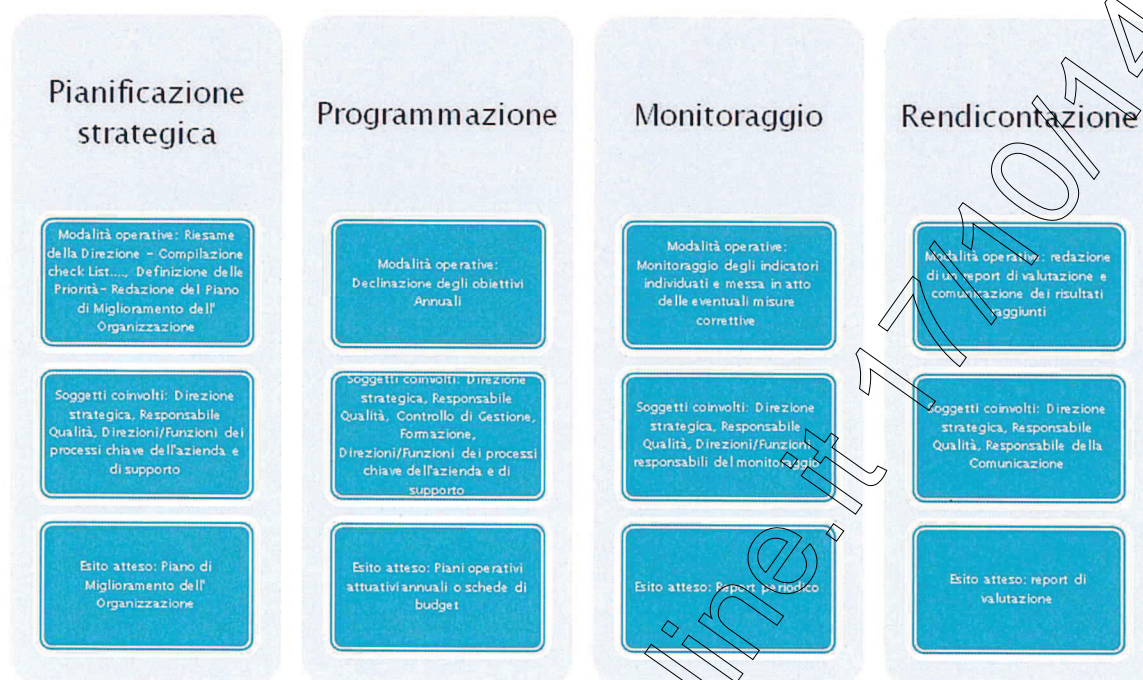 Pianificazione
strategica
Modalità operative: Riesame
della Direzione - Compilazione
check List...., Definizione delle
Priorità- Redazione del Piano
di Miglioramento dell'
Organizzazione
Soggetti coinvolti: Direzione
strategica, Responsabile
Qualità, Direzioni/Funzioni dei
processi chiave dell'azienda e
di supporto
Esito atteso: Piano di
Miglioramento dell'
Organizzazione
Programmazione
Modalità operative:
Declinazione degli obiettivi
Annuali
Soggetti coinvolti: Direzione
strategica, Responsabile
Qualità, Controllo di Gestione,
Formazione,
Direzioni/Funzioni dei processi
chiave dell'azienda e di
supporto
Esito atteso: Piani operativi
attuativi annuali o schede di
budget
Monitoraggio
Modalità operative:
Monitoraggio degli indicatori
individuati e messa in atto
delle eventuali misure
correttive
Soggetti coinvolti: Direzione
strategica, Responsabile
Qualità, Direzioni/Funzioni
responsabili del monitoraggio
Esito atteso: Report periodico
Rendicontazione
Modalità operative: redazione
di un report di valutazione e
comunicazione dei risultati
raggiunti
Soggetti coinvolti: Direzione
strategica, Responsabile
Qualità, Responsabile della
Comunicazione
Esito atteso: report di
valutazione
line.it 17/10/14